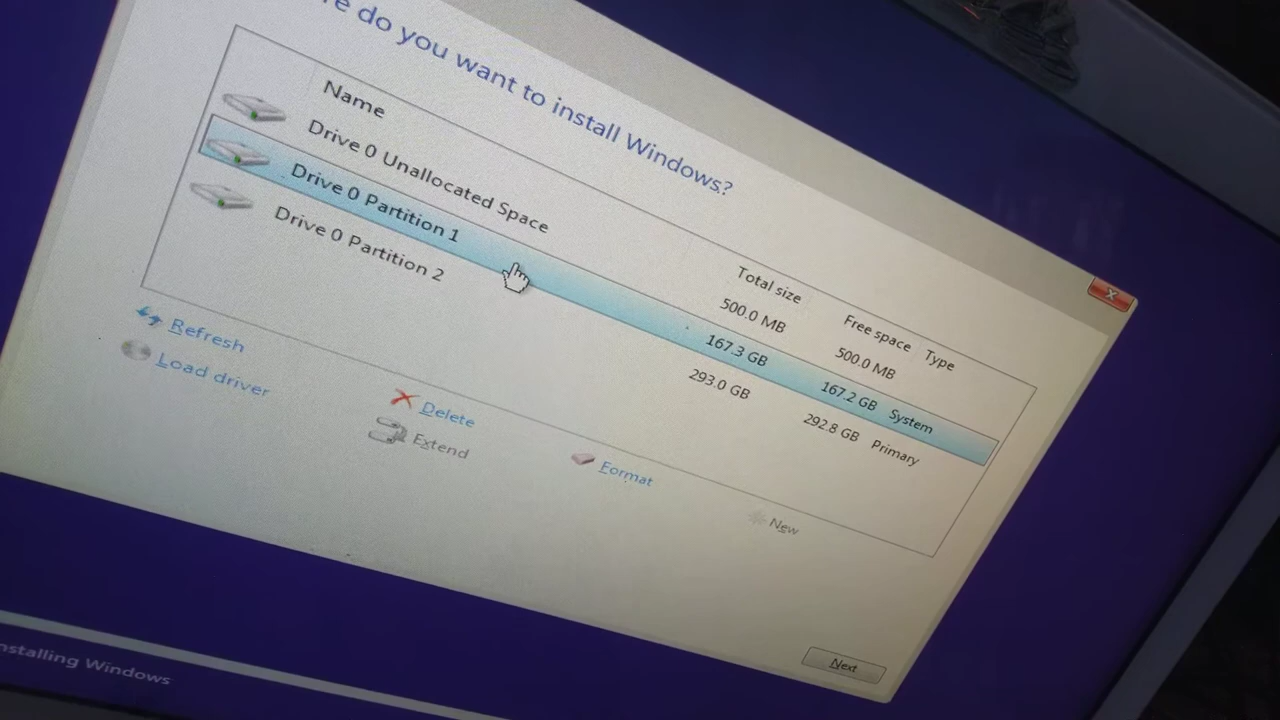 re do you want to install Windows?
Name Total size Free space Type
Drive 0 Unallocated Space 500.0 MB 500.0 MB
Drive 0 Partition 1 167.3 GB 167.2 GB System
Drive 0 Partition 2 293.0 GB 292.8 GB Primary
Refresh Delete Format New
Load driver Extend
Next
nstalling Windows